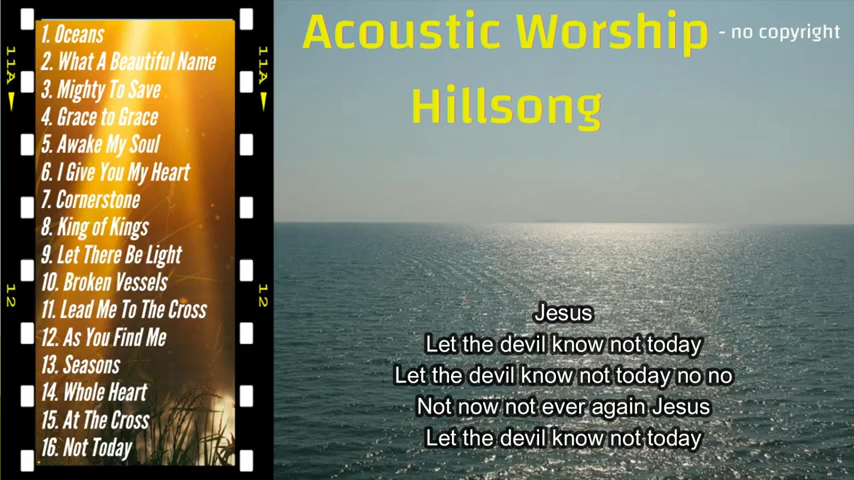 11A
12
1. Oceans
2. What A Beautiful Name
3. Mighty To Save
4. Grace to Grace
5. Awake My Soul
6. I Give You My Heart
7. Cornerstone
8. King of Kings
9. Let There Be Light
10. Broken Vessels
11. Lead Me To The Cross
12. As You Find Me
13. Seasons
14. Whole Heart
15. At The Cross
16. Not Today
11A
12
Acoustic Worship - no copyright
Hillsong
Jesus
Let the devil know not today
Let the devil know not today no no
Not now not ever again Jesus
Let the devil know not today